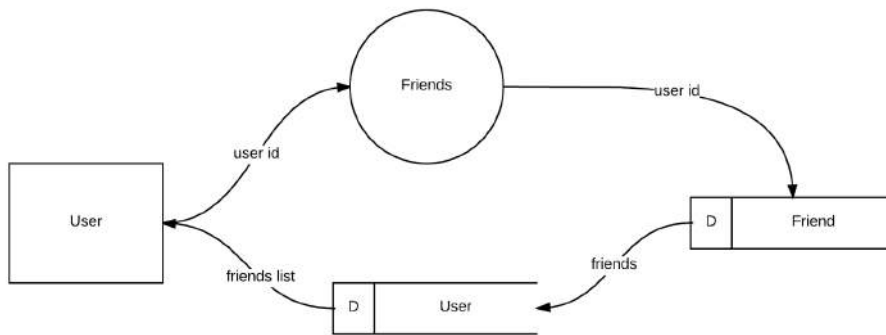 Friends
user id
user id
User
D
Friend
friends
friends list
D
User